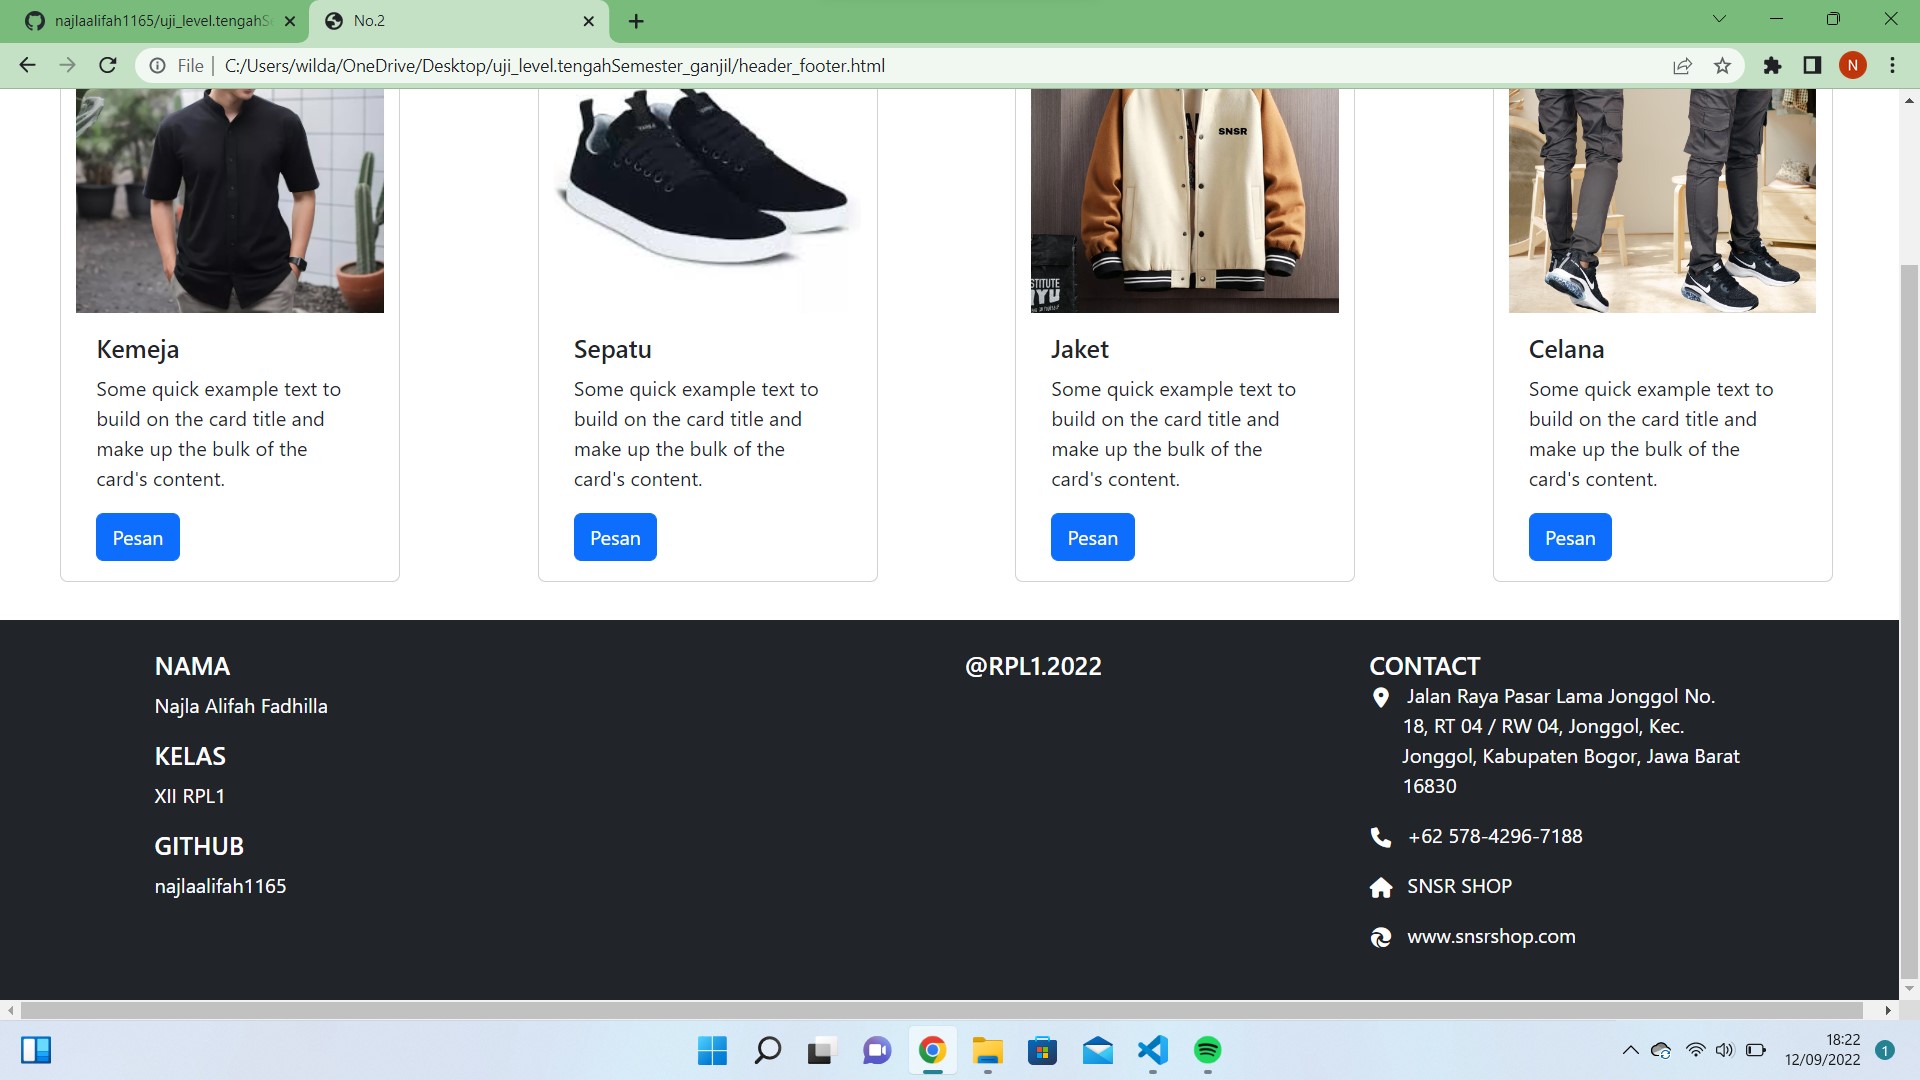 najlaalifah1165/uji_level.tengahSe
No.2
File
C:/Users/wilda/OneDrive/Desktop/uji_level.tengahSemester_ganjil/header_footer.html
N
SNSR
STITUTE
Kemeja
Some quick example text to
build on the card title and
make up the bulk of the
card's content.
Pesan
Sepatu
Some quick example text to
build on the card title and
make up the bulk of the
card's content.
Pesan
Jaket
Some quick example text to
build on the card title and
make up the bulk of the
card's content.
Pesan
Celana
Some quick example text to
build on the card title and
make up the bulk of the
card's content.
Pesan
NAMA
Najla Alifah Fadhilla
KELAS
XII RPL1
GITHUB
najlaalifah1165
@RPL1.2022
CONTACT
Jalan Raya Pasar Lama Jonggol No.
18, RT 04 / RW 04, Jonggol, Kec.
Jonggol, Kabupaten Bogor, Jawa Barat
16830
+62 578-4296-7188
SNSR SHOP
www.snsrshop.com
18:22
12/09/2022
1